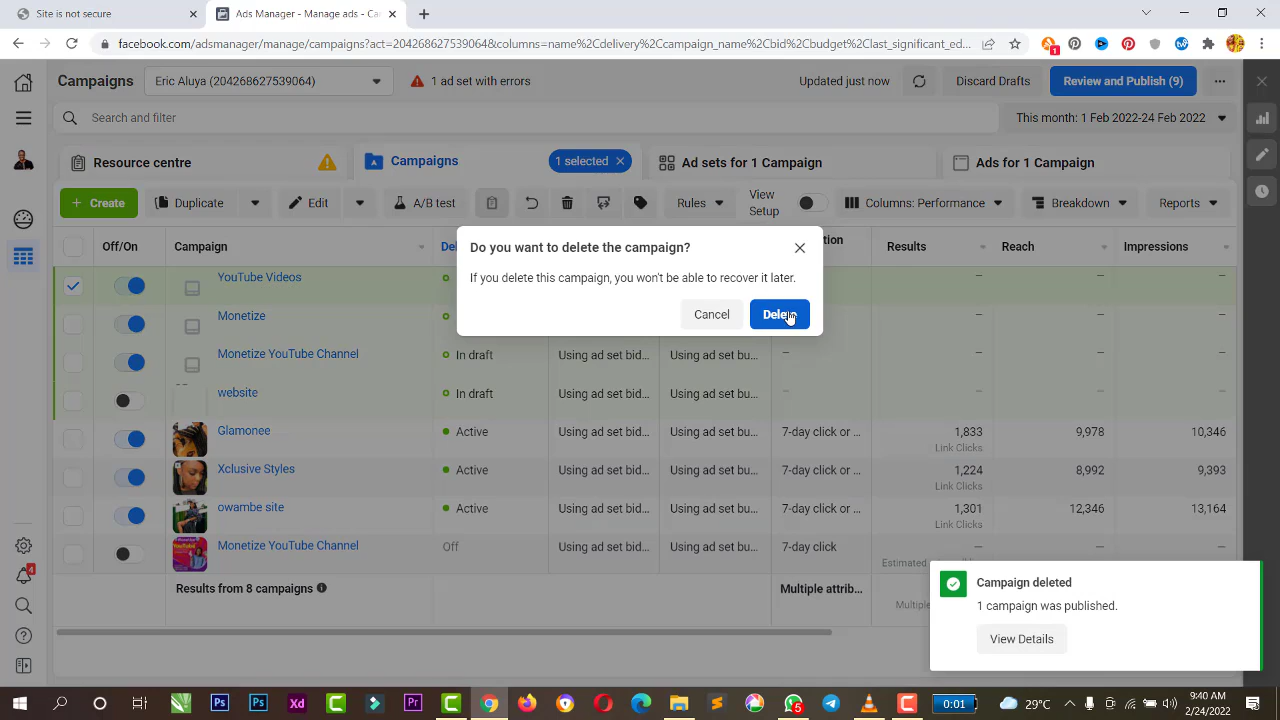 Site is not secure
Ads Manager - Manage ads - Ca
facebook.com/adsmanager/manage/campaigns?act=204268627539064&columns=name%2Cdelivery%2Ccampaign_name%2Cbid%2Cbudget%2Clast_significant_ed...
1
Campaigns
Eric Aluya (204268627539064)
1 ad set with errors
Updated just now
Discard Drafts
Review and Publish (9)
Search and filter
This month: 1 Feb 2022-24 Feb 2022
Resource centre
Campaigns
1 selected
Ad sets for 1 Campaign
Ads for 1 Campaign
+ Create
Duplicate
Edit
A/B test
Rules
View Setup
Columns: Performance
Breakdown
Reports
Off/On
Campaign
Results
Reach
Impressions
Do you want to delete the campaign?
If you delete this campaign, you won't be able to recover it later.
Cancel
YouTube Videos
Monetize
Monetize YouTube Channel
In draft
Using ad set bid...
Using ad set bu...
website
In draft
Using ad set bid...
Using ad set bu...
Glamonee
Active
Using ad set bid...
Using ad set bu...
7-day click or ...
1,833
Link Clicks
9,978
10,346
Xclusive Styles
Active
Using ad set bid...
Using ad set bu...
7-day click or ...
1,224
Link Clicks
8,992
9,393
owambe site
Active
Using ad set bid...
Using ad set bu...
7-day click or ...
1,301
Link Clicks
12,346
13,164
Monetize YouTube Channel
Off
Using ad set bid...
Using ad set bu...
7-day click
Results from 8 campaigns
Multiple attrib...
Campaign deleted
1 campaign was published.
View Details
4
5
0:01
29°C
9:40 AM
2/24/2022